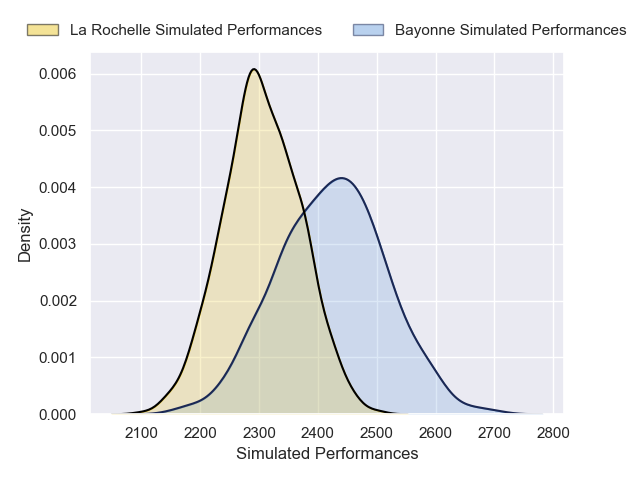 La Rochelle Simulated Performances Bayonne Simulated Performances
0.006
0.005
0.004
0.003
0.002
0.001
0.000
Density
2100 2200 2300 2400 2500 2600 2700 2800
Simulated Performances